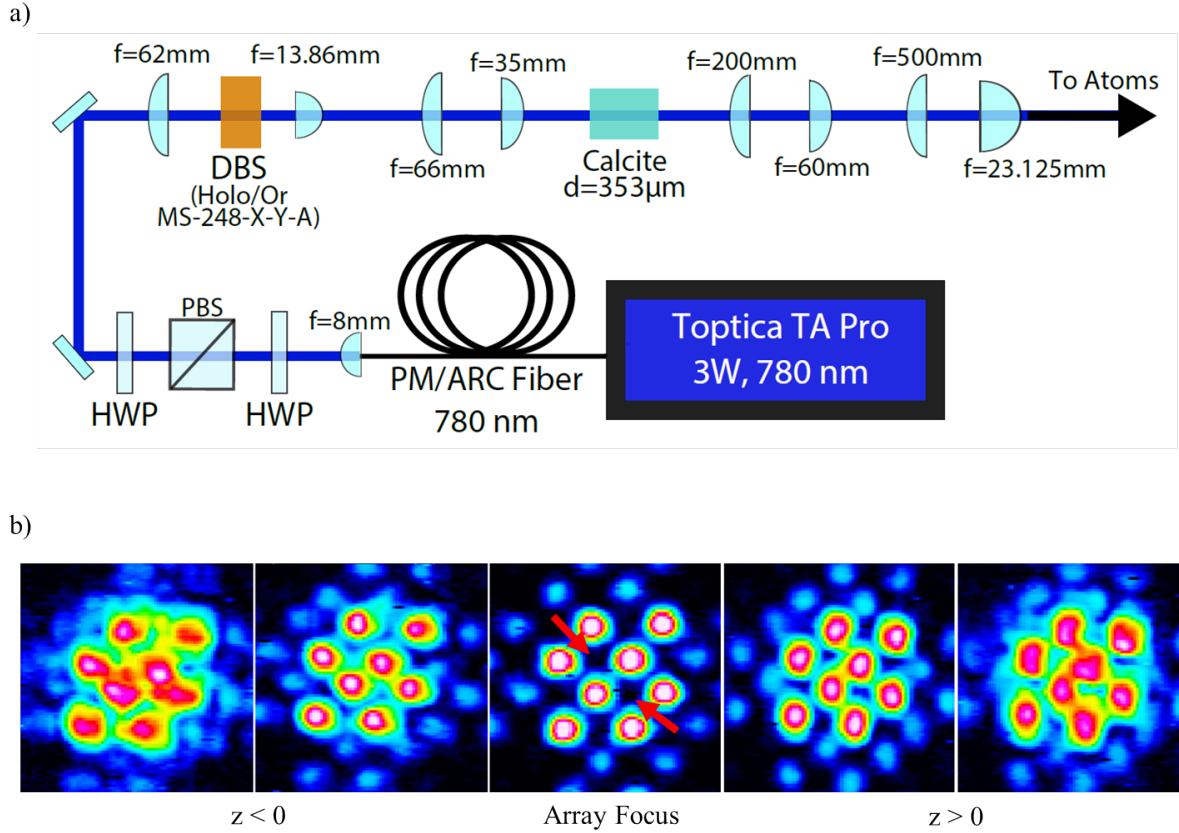 a)
f=62mm
f=13.86mm
f=35mm
f=200mm
f=500mm
To Atoms
DBS
(Holo/Or
MS-248-X-Y-A)
f=66mm
Calcite
d=353μm
f=60mm
f=23.125mm
PBS
f=8mm
HWP
HWP
PM/ARC Fiber
780 nm
Toptica TA Pro
3W, 780 nm
b)
z < 0
Array Focus
z > 0